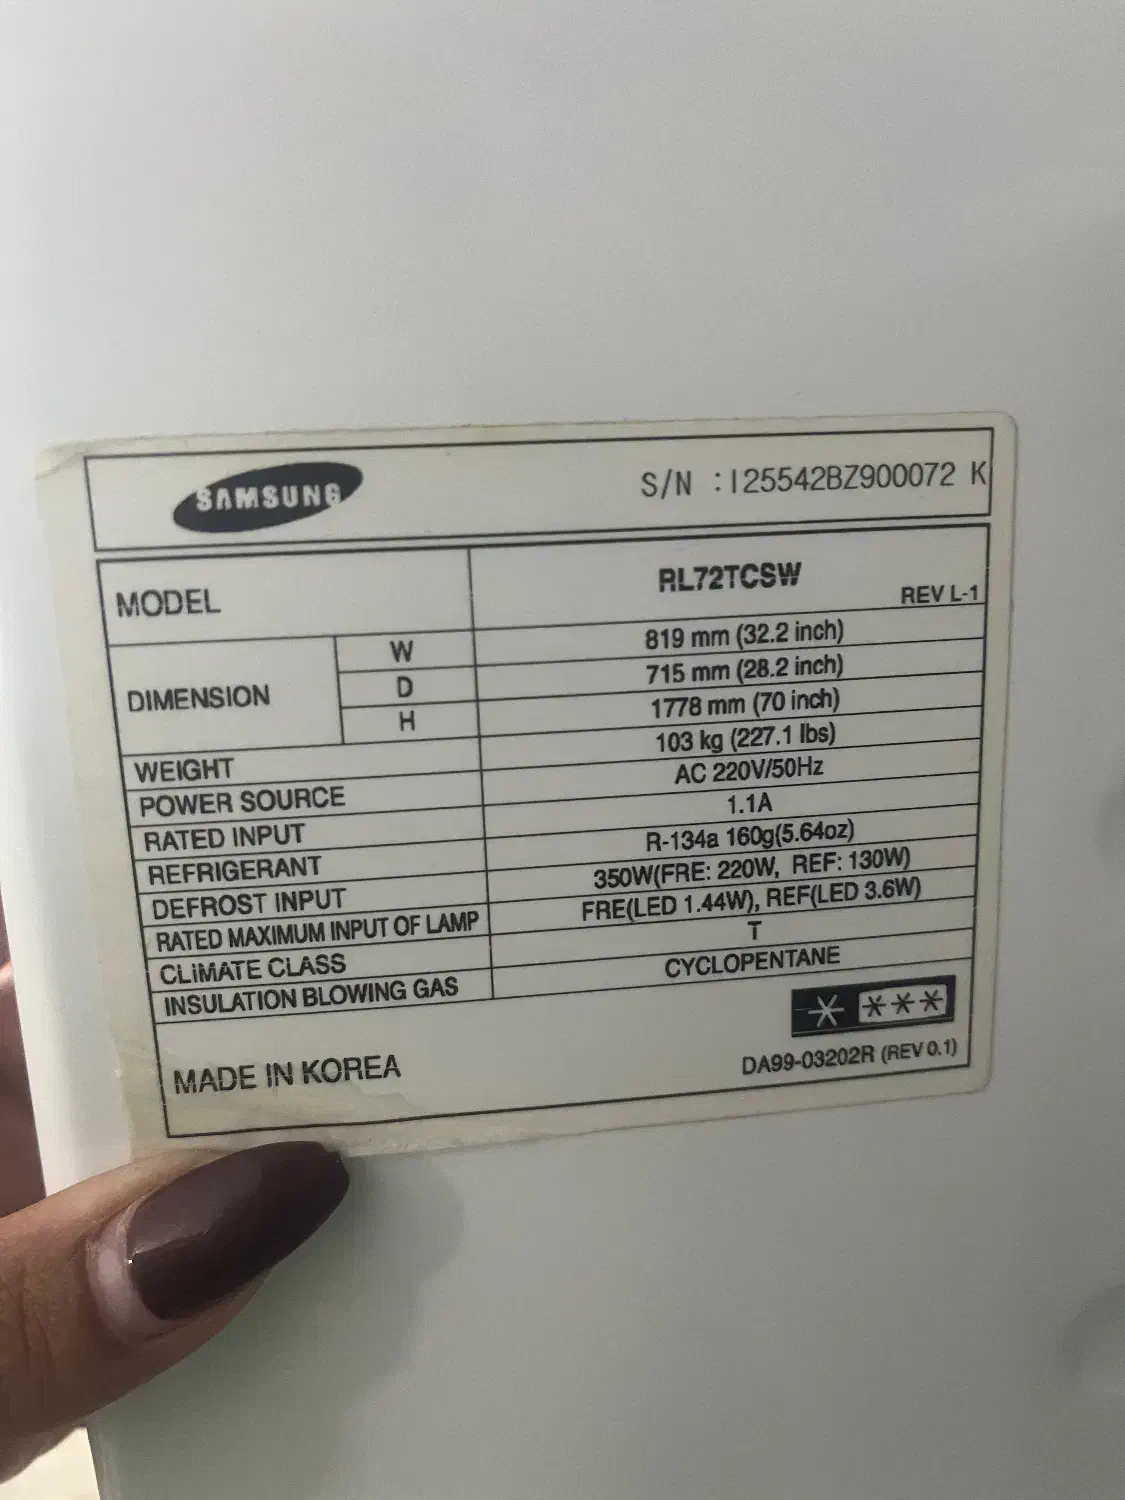 SAMSUNG S/N :I25542BZ900072 K
MODEL RL72TCSW
REV L-1
DIMENSION W 819 mm (32.2 inch)
D 715 mm (28.2 inch)
H 1778 mm (70 inch)
WEIGHT 103 kg (227.1 lbs)
POWER SOURCE AC 220V/50Hz
RATED INPUT 1.1A
REFRIGERANT R-134a 160g(5.64oz)
DEFROST INPUT 350W(FRE: 220W, REF: 130W)
RATED MAXIMUM INPUT OF LAMP FRE(LED 1.44W), REF(LED 3.6W)
CLIMATE CLASS T
INSULATION BLOWING GAS CYCLOPENTANE
MADE IN KOREA
DA99-03202R (REV 0.1)